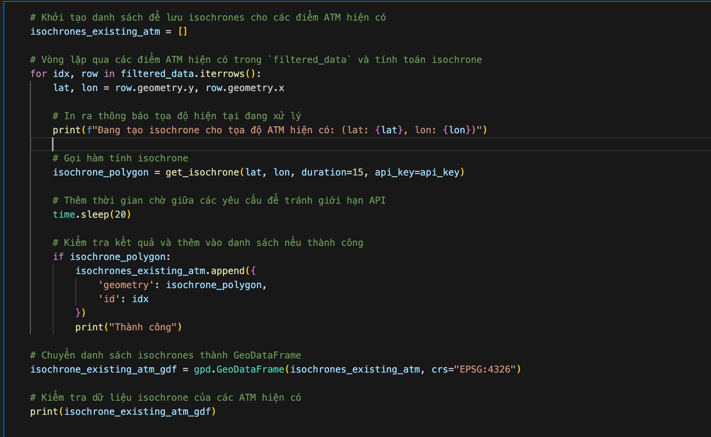 # Khởi tạo danh sách để lưu isochrones cho các điểm ATM hiện có
isochrones_existing_atm = []

# Vòng lặp qua các điểm ATM hiện có trong `filtered_data` và tính toán isochrone
for idx, row in filtered_data.iterrows():
    lat, lon = row.geometry.y, row.geometry.x

    # In ra thông báo tọa độ hiện tại đang xử lý
    print(f"Đang tạo isochrone cho tọa độ ATM hiện có: (lat: {lat}, lon: {lon})")

    # Gọi hàm tính isochrone
    isochrone_polygon = get_isochrone(lat, lon, duration=15, api_key=api_key)

    # Thêm thời gian chờ giữa các yêu cầu để tránh giới hạn API
    time.sleep(20)

    # Kiểm tra kết quả và thêm vào danh sách nếu thành công
    if isochrone_polygon:
        isochrones_existing_atm.append({
            'geometry': isochrone_polygon,
            'id': idx
        })
        print("Thành công")

# Chuyển danh sách isochrones thành GeoDataFrame
isochrone_existing_atm_gdf = gpd.GeoDataFrame(isochrones_existing_atm, crs="EPSG:4326")

# Kiểm tra dữ liệu isochrone của các ATM hiện có
print(isochrone_existing_atm_gdf)